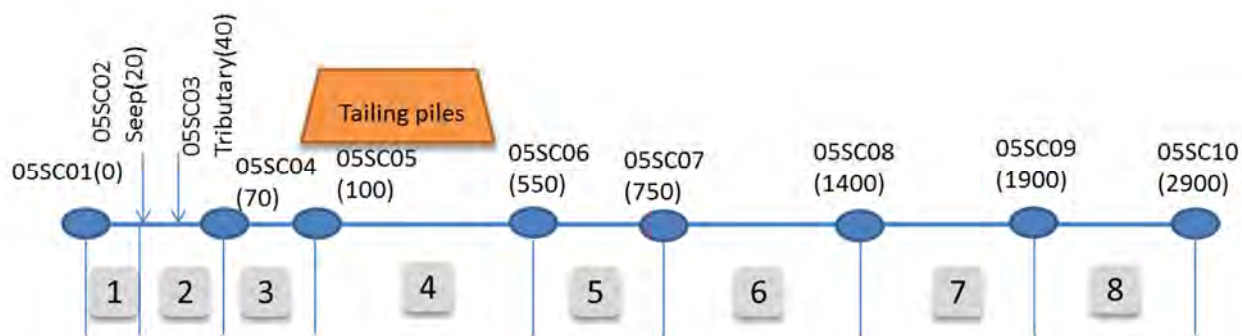 05SC02
Seep(20)
05SC03
Tributary(40)
Tailing piles
05SC01(0)
05SC04
(70)
05SC05
(100)
05SC06
(550)
05SC07
(750)
05SC08
(1400)
05SC09
(1900)
05SC10
(2900)
1
2
3
4
5
6
7
8